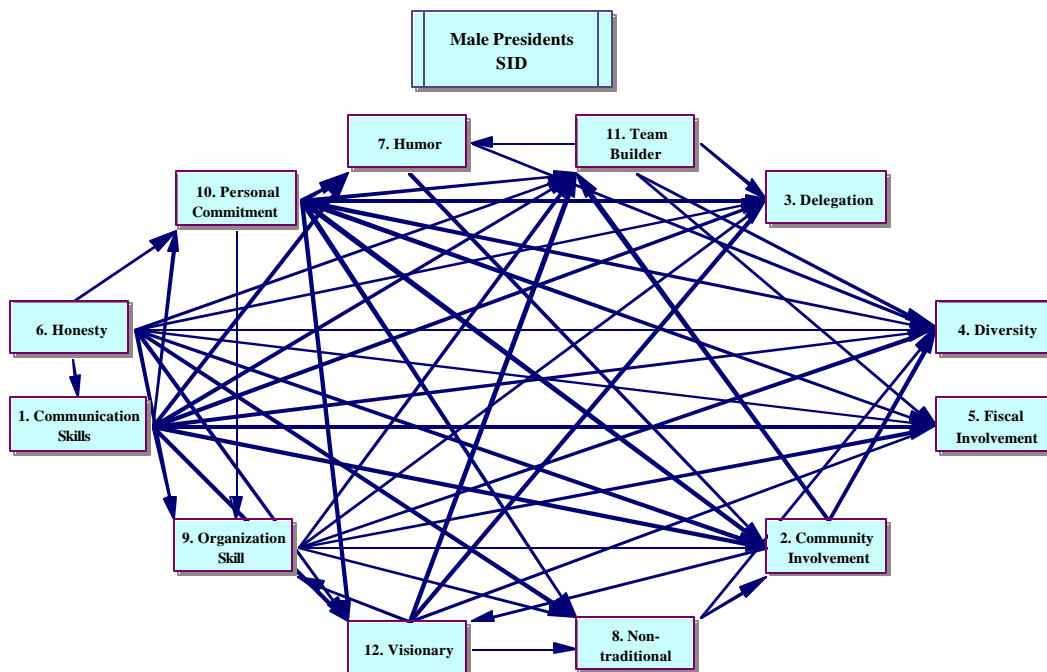 Male Presidents
SID
7. Humor
11. Team
Builder
10. Personal
Commitment
3. Delegation
6. Honesty
4. Diversity
1. Communication
Skills
5. Fiscal
Involvement
9. Organization
Skill
2. Community
Involvement
12. Visionary
8. Non-
traditional